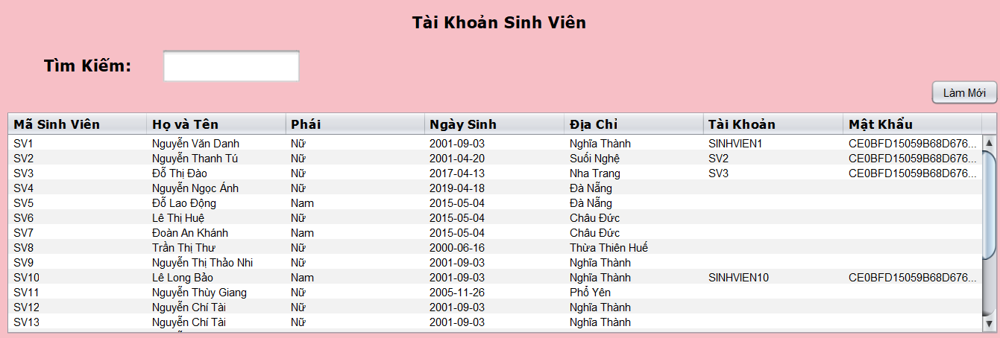 Tài Khoản Sinh Viên
Tìm Kiếm:
Làm Mới
Mã Sinh Viên Họ và Tên Phái Ngày Sinh Địa Chỉ Tài Khoản Mật Khẩu
SV1 Nguyễn Văn Danh Nữ 2001-09-03 Nghĩa Thành SINHVIEN1 CE0BFD15059B68D676...
SV2 Nguyễn Thanh Tú Nữ 2001-04-20 Suối Nghệ SV2 CE0BFD15059B68D676...
SV3 Đỗ Thị Đào Nữ 2017-04-13 Nha Trang SV3 CE0BFD15059B68D676...
SV4 Nguyễn Ngọc Ánh Nữ 2019-04-18 Đà Nẵng
SV5 Đỗ Lao Động Nam 2015-05-04 Đà Nẵng
SV6 Lê Thị Huệ Nữ 2015-05-04 Châu Đức
SV7 Đoàn An Khánh Nam 2015-05-04 Châu Đức
SV8 Trần Thị Thư Nữ 2000-06-16 Thừa Thiên Huế
SV9 Nguyễn Thị Thảo Nhi Nữ 2001-09-03 Nghĩa Thành
SV10 Lê Long Bảo Nam 2001-09-03 Nghĩa Thành SINHVIEN10 CE0BFD15059B68D676...
SV11 Nguyễn Thùy Giang Nữ 2005-11-26 Phổ Yên
SV12 Nguyễn Chí Tài Nữ 2001-09-03 Nghĩa Thành
SV13 Nguyễn Chí Tài Nữ 2001-09-03 Nghĩa Thành